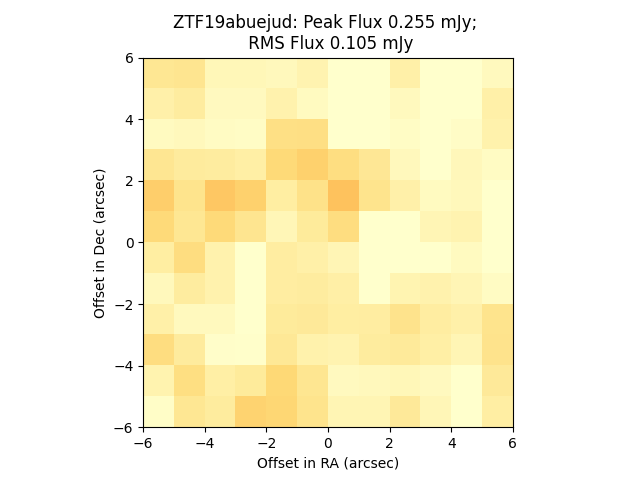 ZTF19abuejud: Peak Flux 0.255 mJy;
RMS Flux 0.105 mJy
6
4
2
0
−2
−4
−6
Offset in Dec (arcsec)
−6 −4 −2 0 2 4 6
Offset in RA (arcsec)